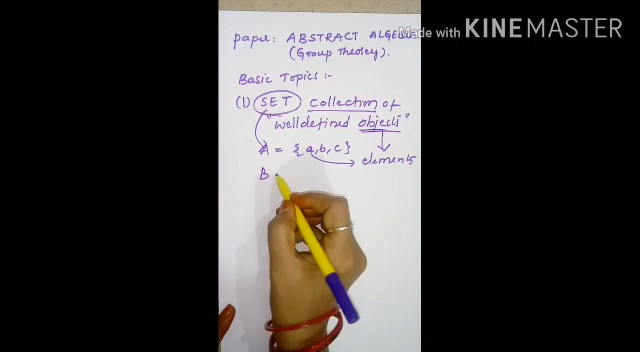 Made with KINEMASTER
Paper: ABSTRACT ALGEB
(Group Theory).
Basic Topics :-
(1) SET collection of
"welldefined objects"
A = { a, b, c }
elements
B